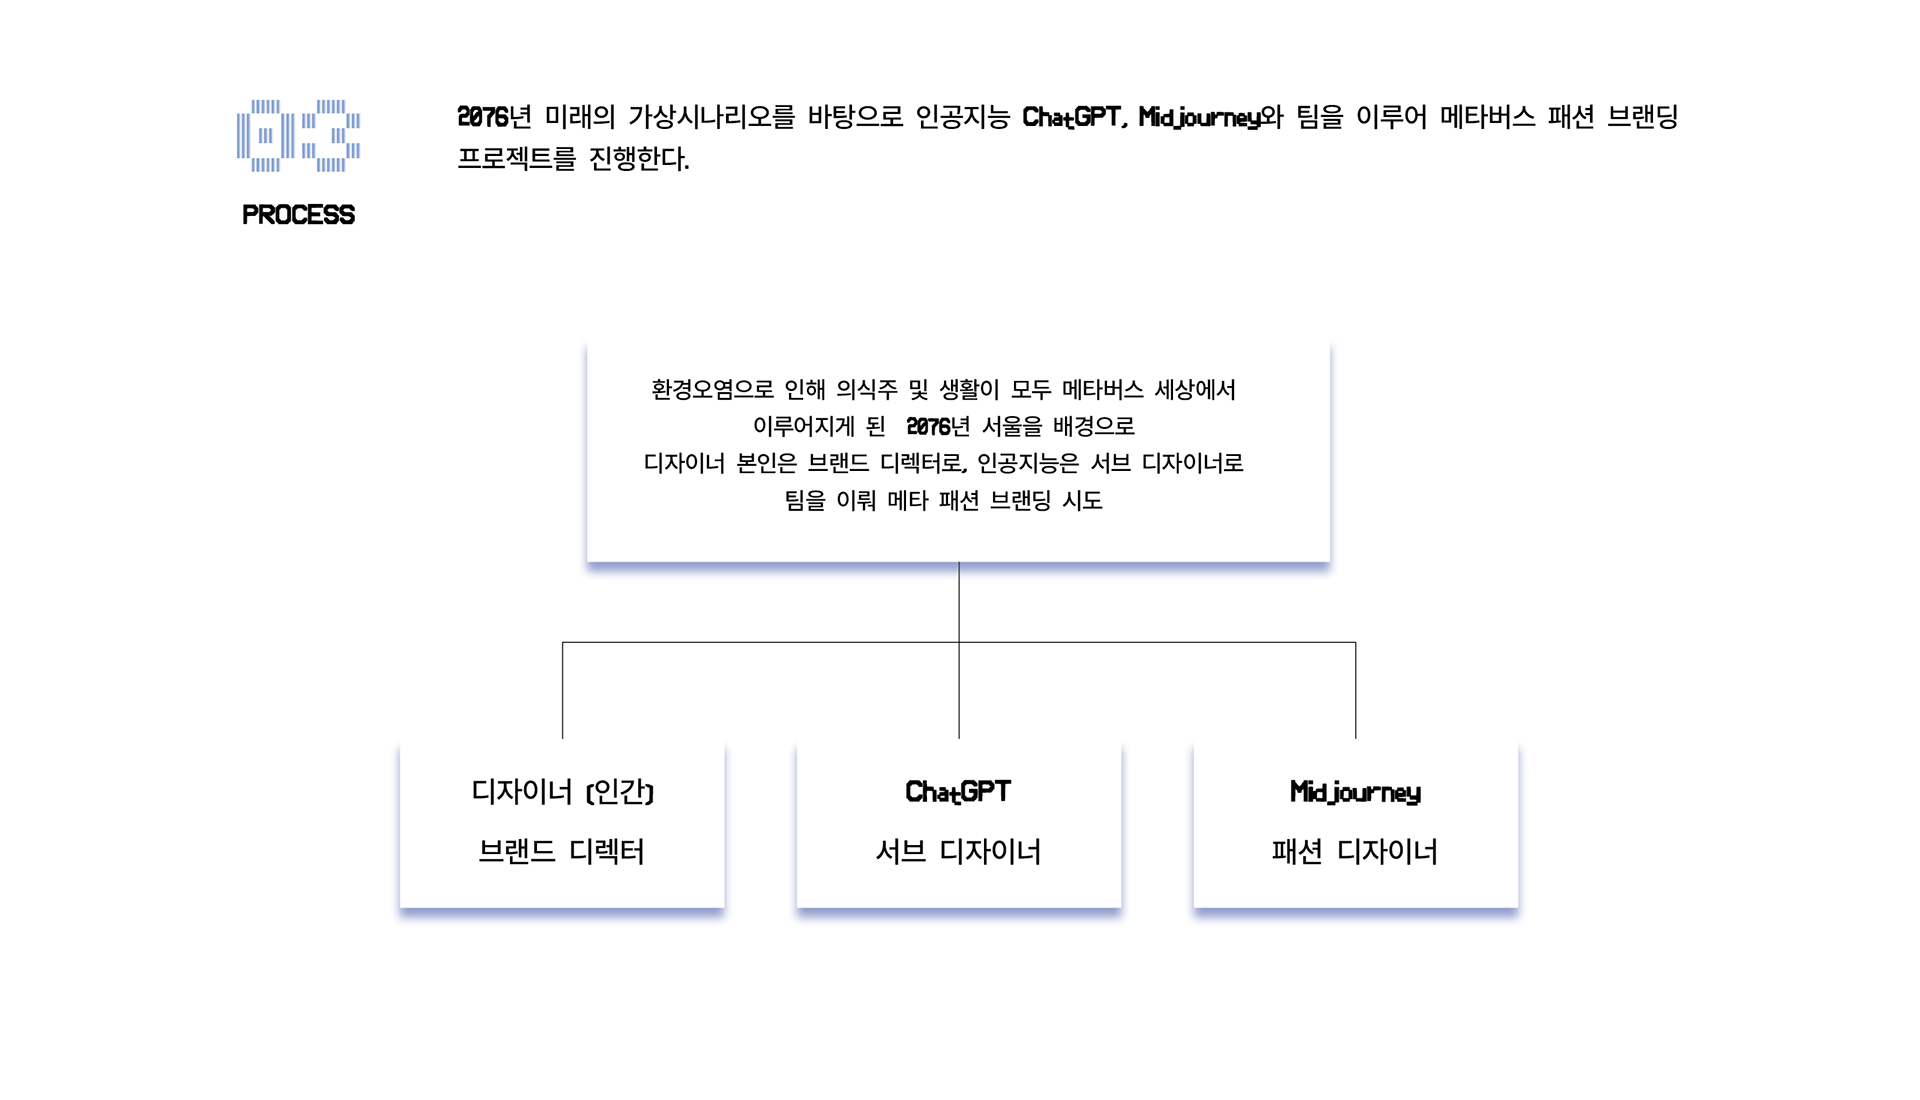 03
PROCESS
2076년 미래의 가상시나리오를 바탕으로 인공지능 ChatGPT, Midjourney와 팀을 이루어 메타버스 패션 브랜딩
프로젝트를 진행한다.
환경오염으로 인해 의식주 및 생활이 모두 메타버스 세상에서
이루어지게 된 2076년 서울을 배경으로
디자이너 본인은 브랜드 디렉터로, 인공지능은 서브 디자이너로
팀을 이뤄 메타 패션 브랜딩 시도
디자이너 (인간)
브랜드 디렉터
ChatGPT
서브 디자이너
Midjourney
패션 디자이너